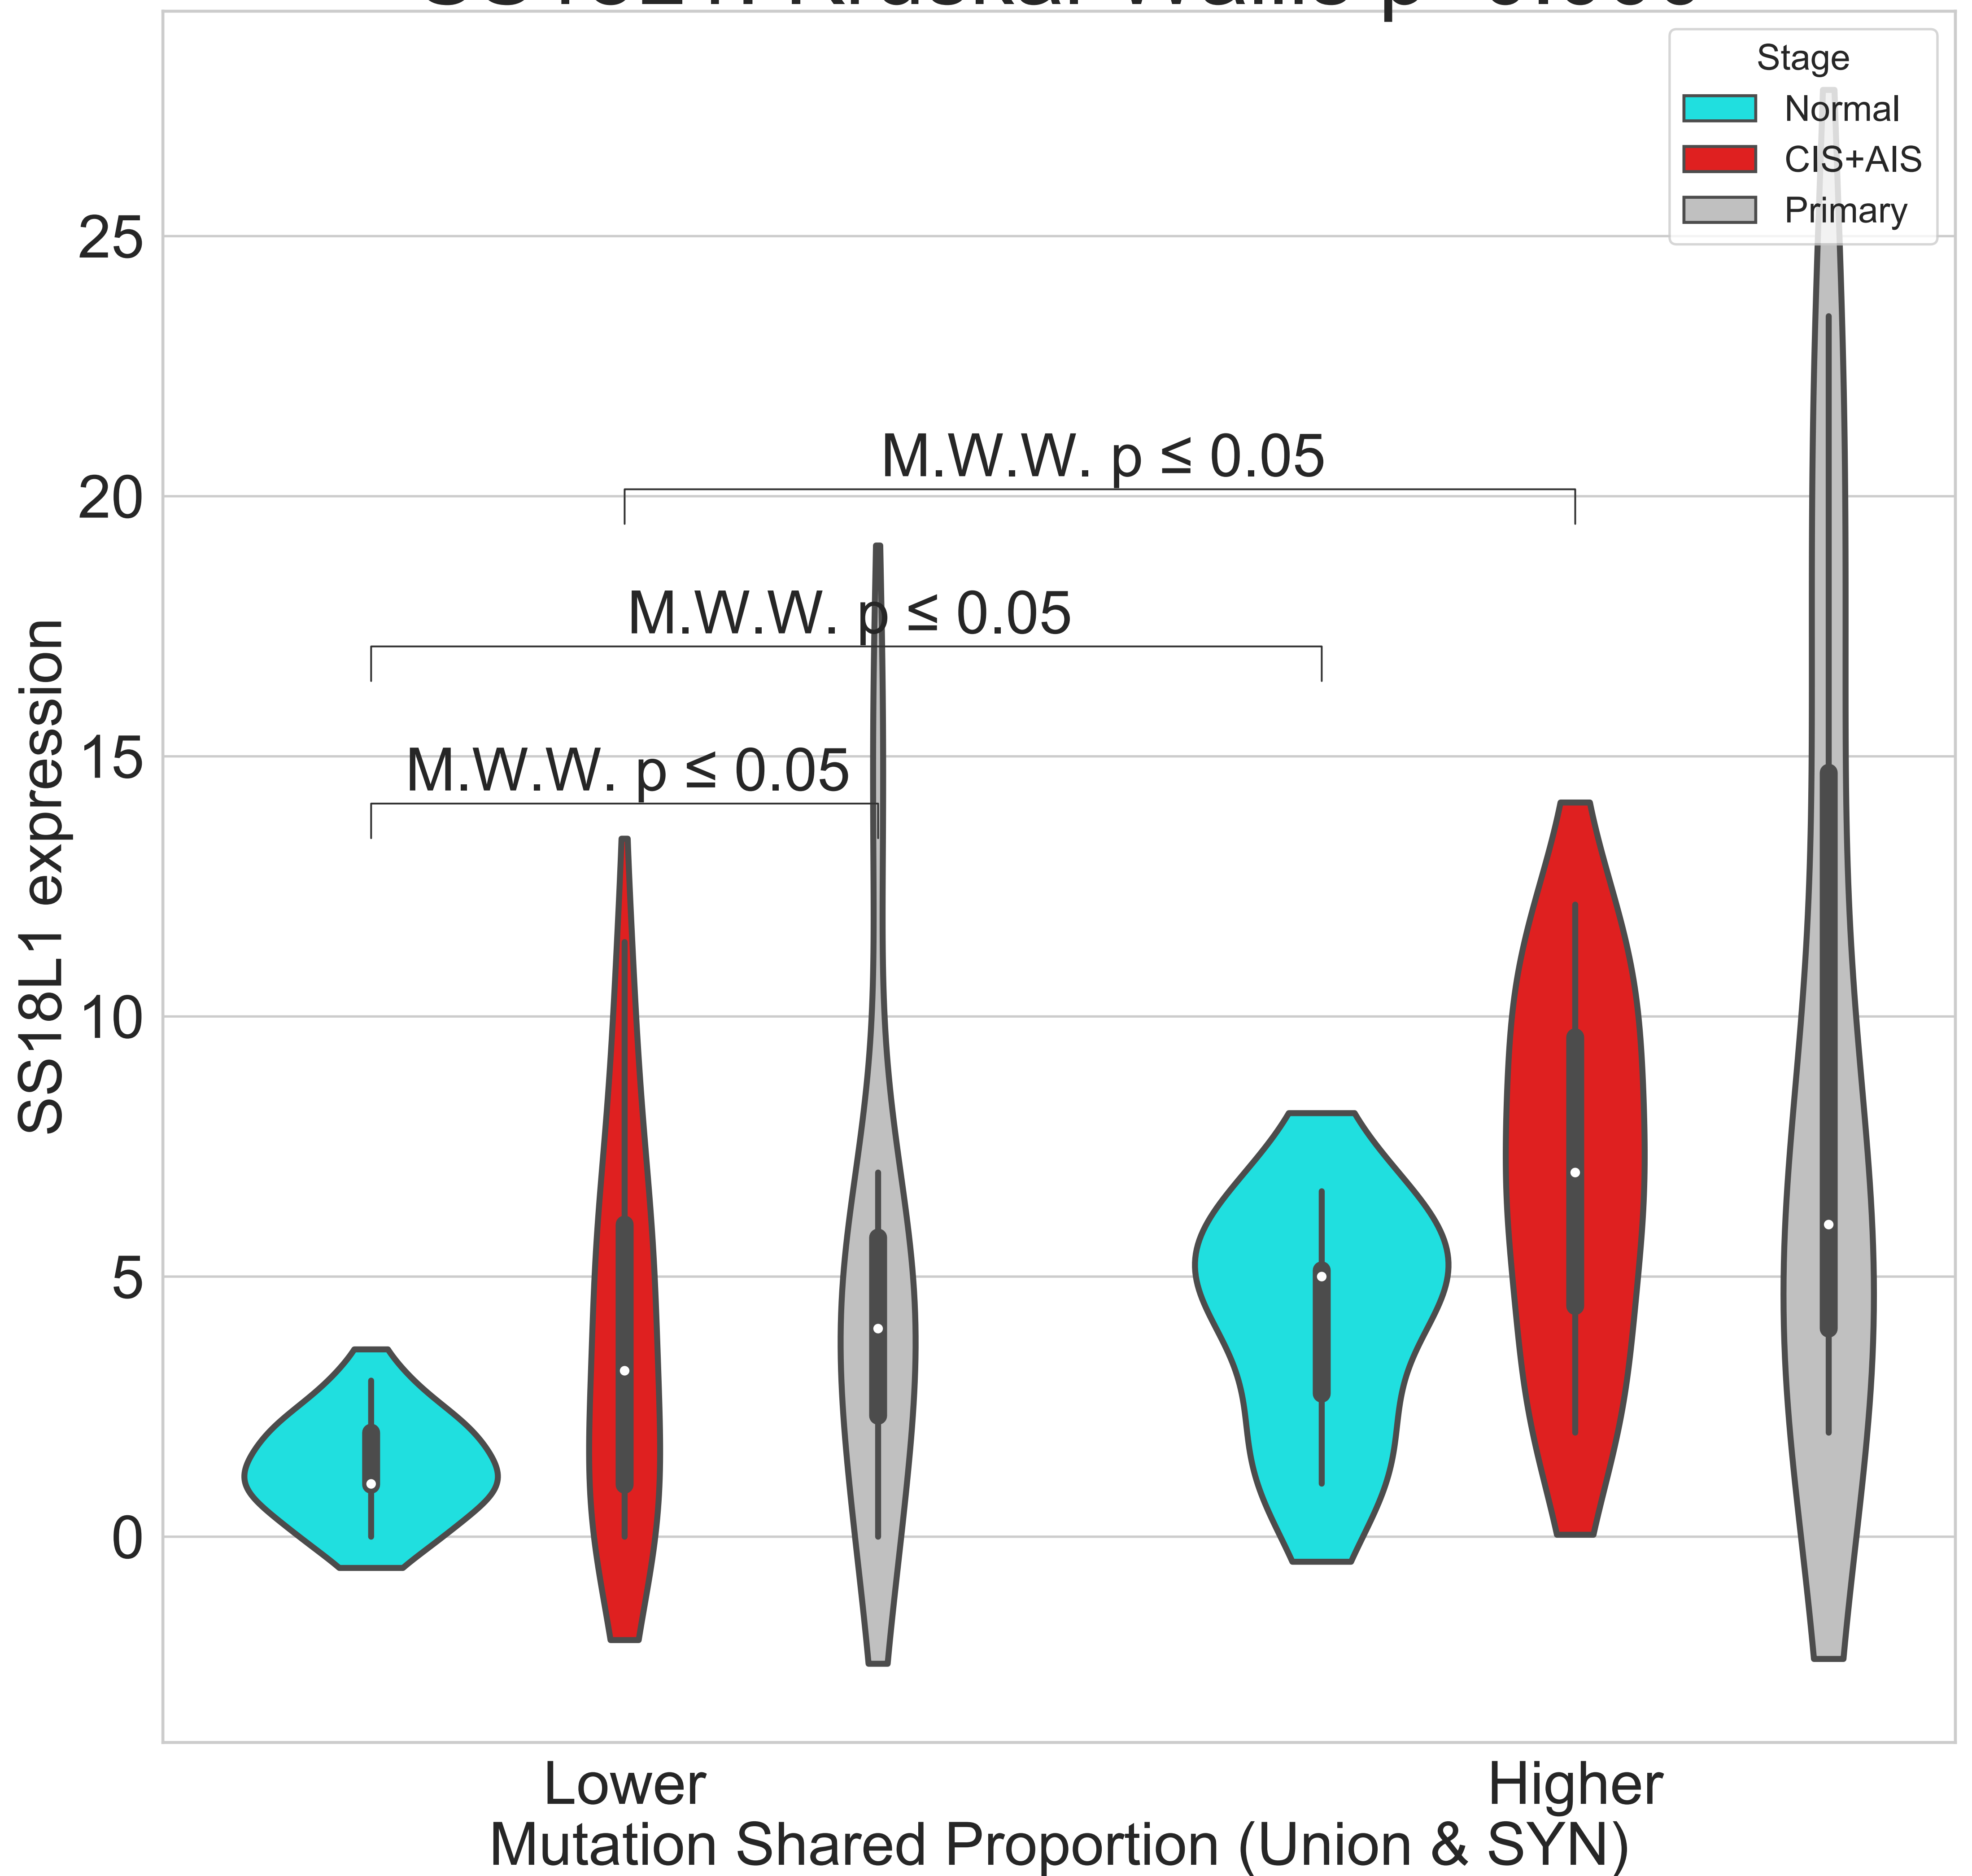 Stage
Normal
CIS+AIS
Primary
25
20
15
10
5
0
SS18L1 expression
M.W.W. p ≤ 0.05
M.W.W. p ≤ 0.05
M.W.W. p ≤ 0.05
Lower
Higher
Mutation Shared Proportion (Union & SYN)